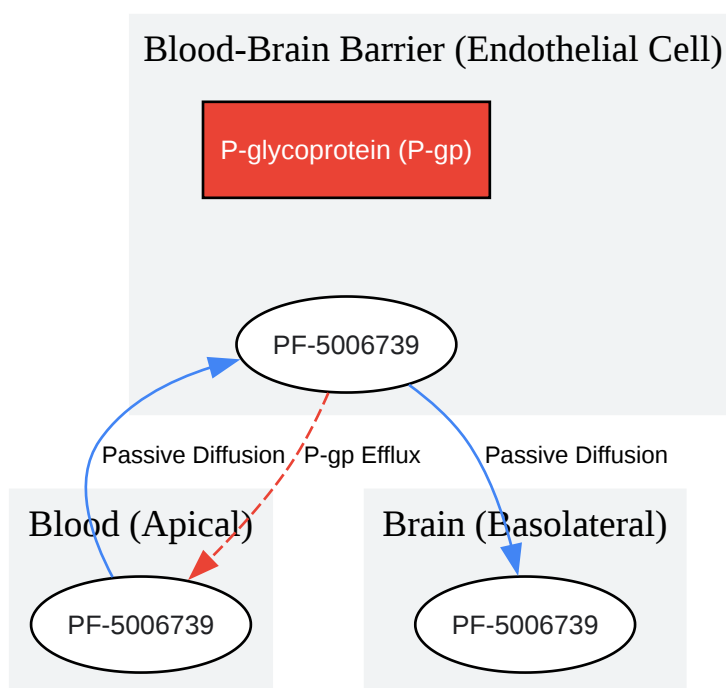 Blood-Brain Barrier (Endothelial Cell)
P-glycoprotein (P-gp)
PF-5006739
Passive Diffusion
P-gp Efflux
Passive Diffusion
Blood (Apical)
Brain (Basolateral)
PF-5006739
PF-5006739